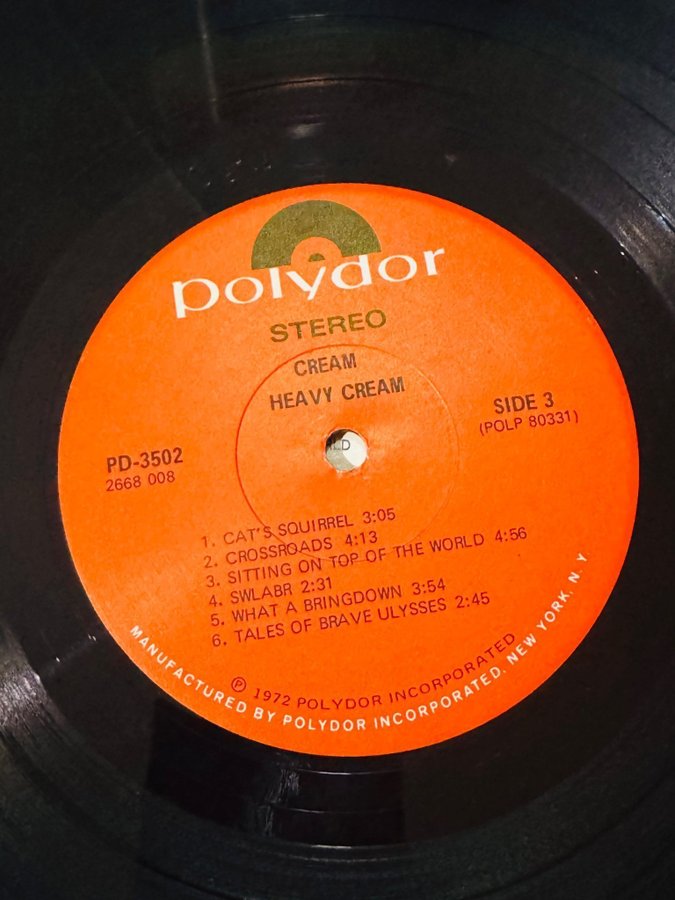 polydor
STEREO
CREAM
HEAVY CREAM
SIDE 3
(POLP 80331)
PD-3502
2668 008
LD
1. CAT'S SQUIRREL 3:05
2. CROSSROADS 4:13
3. SITTING ON TOP OF THE WORLD 4:56
4. SWLABR 2:31
5. WHAT A BRINGDOWN 3:54
6. TALES OF BRAVE ULYSSES 2:45
Ⓟ 1972 POLYDOR INCORPORATED
MANUFACTURED BY POLYDOR INCORPORATED, NEW YORK, N.Y